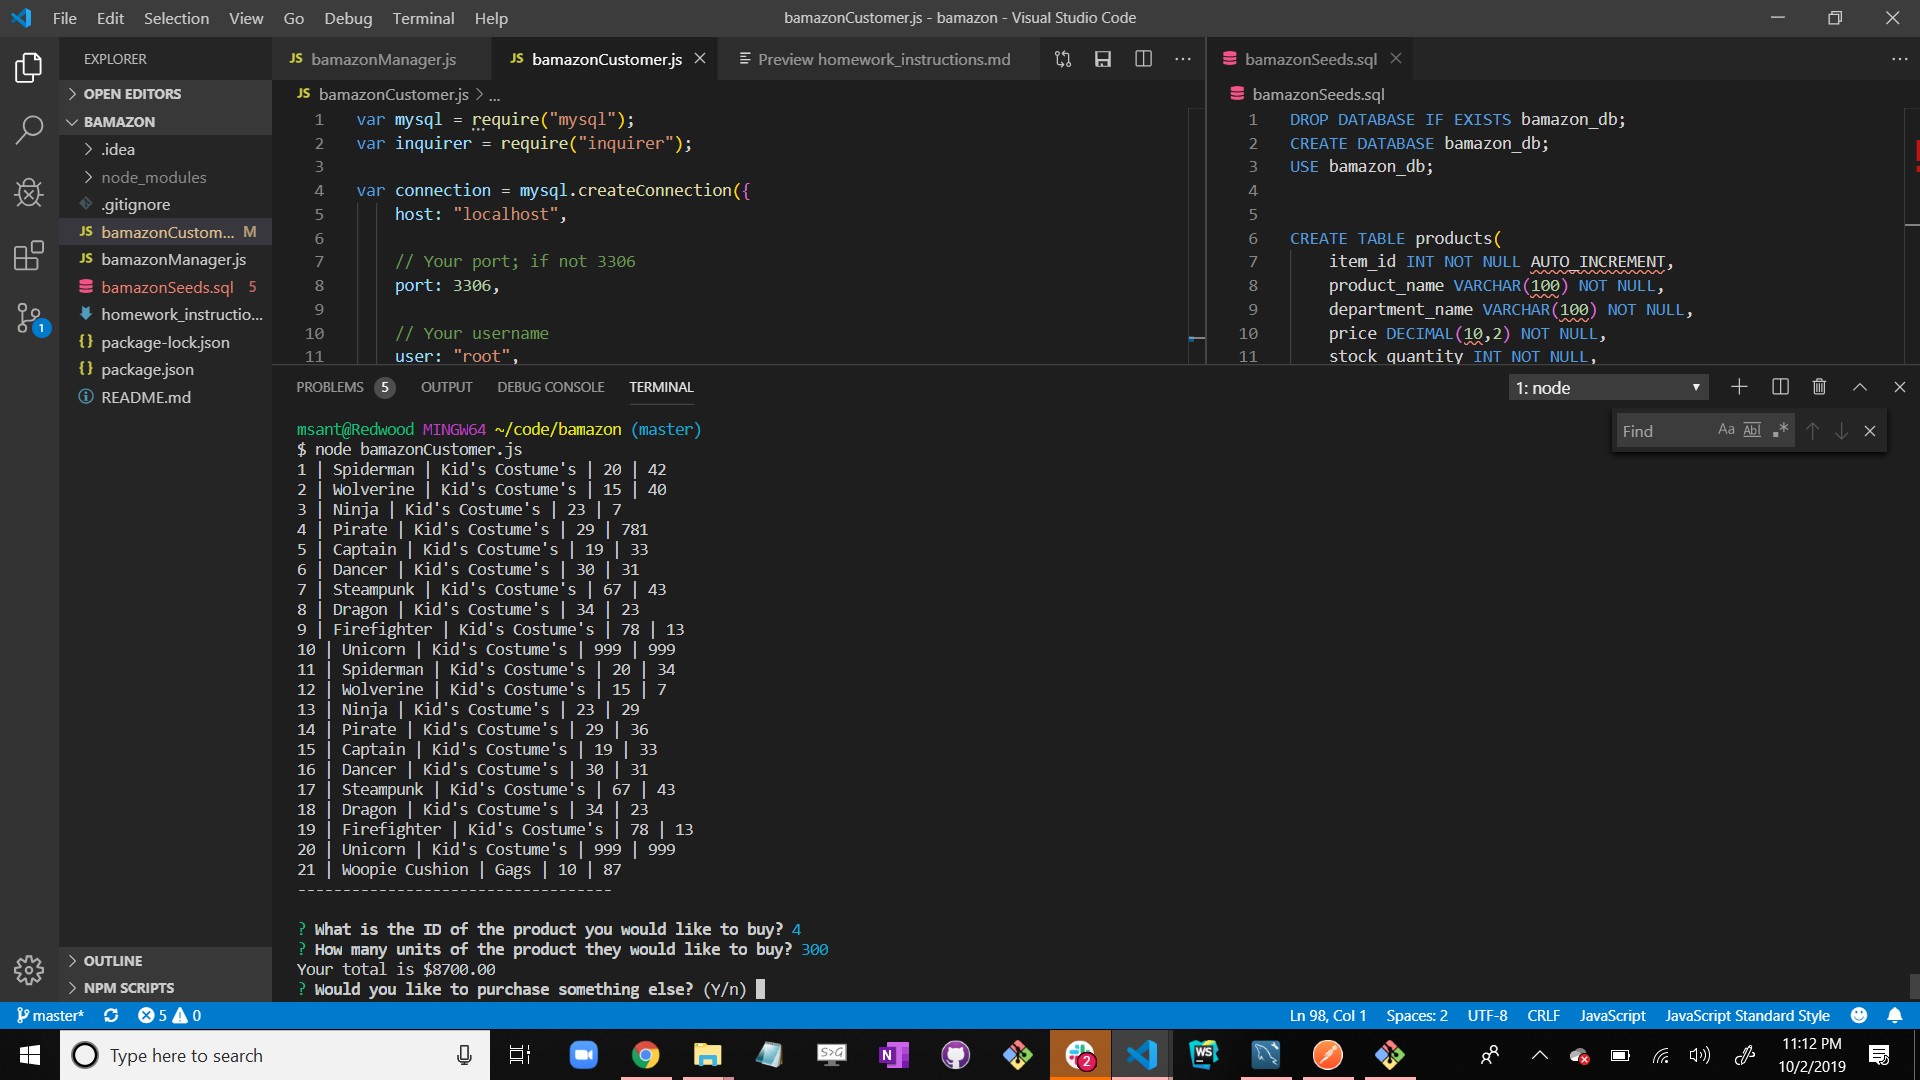 File Edit Selection View Go Debug Terminal Help
bamazonCustomer.js - bamazon - Visual Studio Code
EXPLORER
OPEN EDITORS
BAMAZON
.idea
node_modules
.gitignore
bamazonCustom... M
bamazonManager.js
bamazonSeeds.sql 5
homework_instructio...
package-lock.json
package.json
README.md
OUTLINE
NPM SCRIPTS
1
JS bamazonManager.js
JS bamazonCustomer.js
Preview homework_instructions.md
JS bamazonCustomer.js > ...
1 var mysql = require("mysql");
2 var inquirer = require("inquirer");
3
4 var connection = mysql.createConnection({
5 host: "localhost",
6
7 // Your port; if not 3306
8 port: 3306,
9
10 // Your username
11 user: "root",
bamazonSeeds.sql
bamazonSeeds.sql
1 DROP DATABASE IF EXISTS bamazon_db;
2 CREATE DATABASE bamazon_db;
3 USE bamazon_db;
4
5
6 CREATE TABLE products(
7 item_id INT NOT NULL AUTO_INCREMENT,
8 product_name VARCHAR(100) NOT NULL,
9 department_name VARCHAR(100) NOT NULL,
10 price DECIMAL(10,2) NOT NULL,
11 stock_quantity INT NOT NULL,
PROBLEMS 5 OUTPUT DEBUG CONSOLE TERMINAL
1: node
Find Aa Abl .*
msant@Redwood MINGW64 ~/code/bamazon (master)
$ node bamazonCustomer.js
1 | Spiderman | Kid's Costume's | 20 | 42
2 | Wolverine | Kid's Costume's | 15 | 40
3 | Ninja | Kid's Costume's | 23 | 7
4 | Pirate | Kid's Costume's | 29 | 781
5 | Captain | Kid's Costume's | 19 | 33
6 | Dancer | Kid's Costume's | 30 | 31
7 | Steampunk | Kid's Costume's | 67 | 43
8 | Dragon | Kid's Costume's | 34 | 23
9 | Firefighter | Kid's Costume's | 78 | 13
10 | Unicorn | Kid's Costume's | 999 | 999
11 | Spiderman | Kid's Costume's | 20 | 34
12 | Wolverine | Kid's Costume's | 15 | 7
13 | Ninja | Kid's Costume's | 23 | 29
14 | Pirate | Kid's Costume's | 29 | 36
15 | Captain | Kid's Costume's | 19 | 33
16 | Dancer | Kid's Costume's | 30 | 31
17 | Steampunk | Kid's Costume's | 67 | 43
18 | Dragon | Kid's Costume's | 34 | 23
19 | Firefighter | Kid's Costume's | 78 | 13
20 | Unicorn | Kid's Costume's | 999 | 999
21 | Woopie Cushion | Gags | 10 | 87
-----------------------------------
? What is the ID of the product you would like to buy? 4
? How many units of the product they would like to buy? 300
Your total is $8700.00
? Would you like to purchase something else? (Y/n)
master* 5 0
Ln 98, Col 1 Spaces: 2 UTF-8 CRLF JavaScript JavaScript Standard Style
Type here to search
S>G
N
2
WS
11:12 PM
10/2/2019